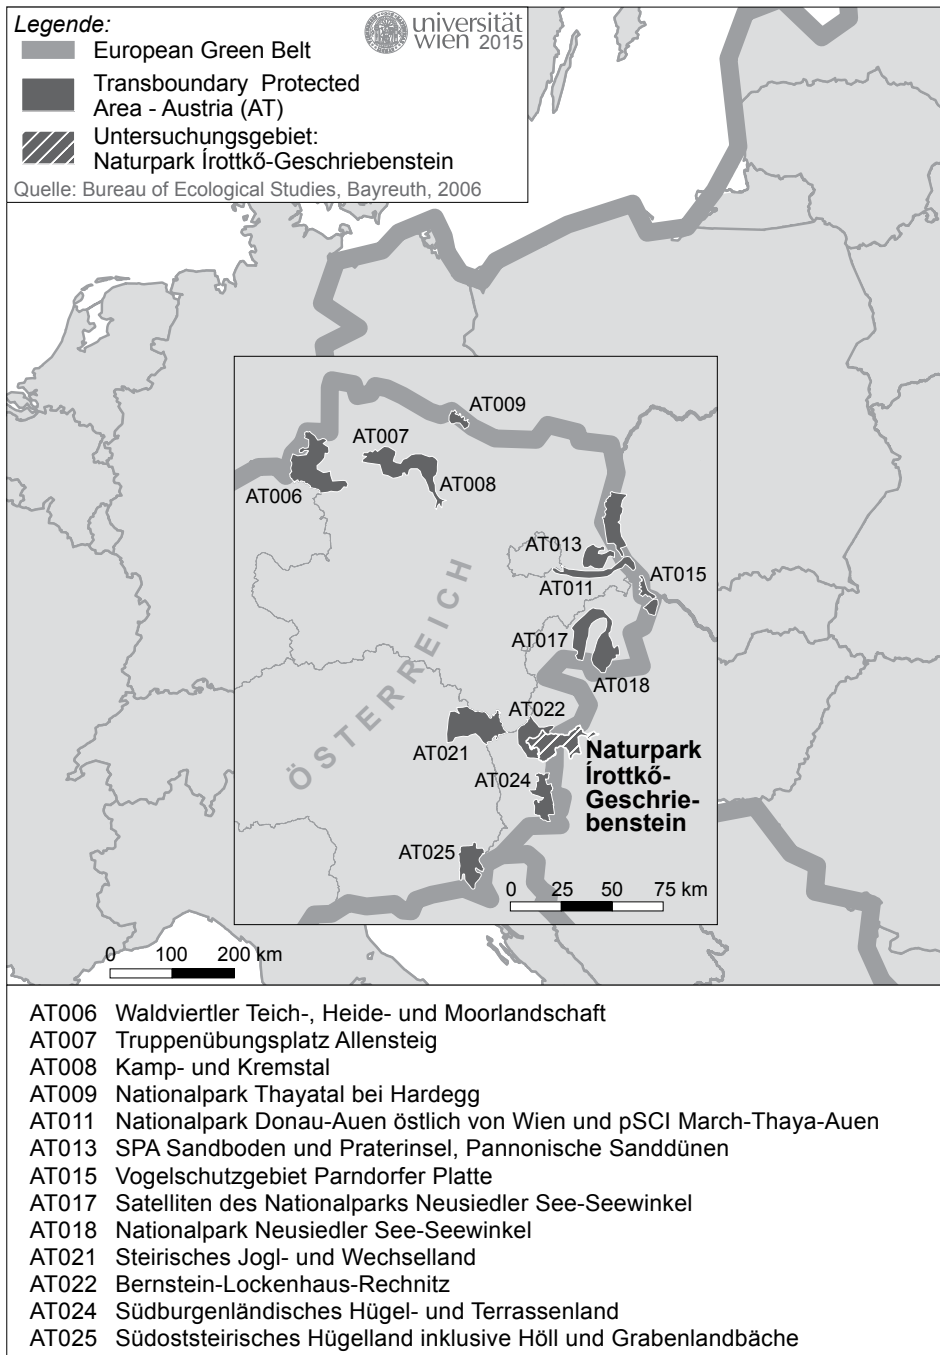 Legende:
universität
wien 2015
European Green Belt
Transboundary Protected
Area - Austria (AT)
Untersuchungsgebiet:
Naturpark Írottkő-Geschriebenstein
Quelle: Bureau of Ecological Studies, Bayreuth, 2006
AT009
AT007
AT008
AT006
AT013
AT015
AT011
AT017
AT018
ÖSTERREICH
AT022
AT021
Naturpark
Írottkő-
Geschrie-
benstein
AT024
AT025
0 25 50 75 km
0 100 200 km
AT006 Waldviertler Teich-, Heide- und Moorlandschaft
AT007 Truppenübungsplatz Allensteig
AT008 Kamp- und Kremstal
AT009 Nationalpark Thayatal bei Hardegg
AT011 Nationalpark Donau-Auen östlich von Wien und pSCI March-Thaya-Auen
AT013 SPA Sandboden und Praterinsel, Pannonische Sanddünen
AT015 Vogelschutzgebiet Parndorfer Platte
AT017 Satelliten des Nationalparks Neusiedler See-Seewinkel
AT018 Nationalpark Neusiedler See-Seewinkel
AT021 Steirisches Jogl- und Wechselland
AT022 Bernstein-Lockenhaus-Rechnitz
AT024 Südburgenländisches Hügel- und Terrassenland
AT025 Südoststeirisches Hügelland inklusive Höll und Grabenlandbäche